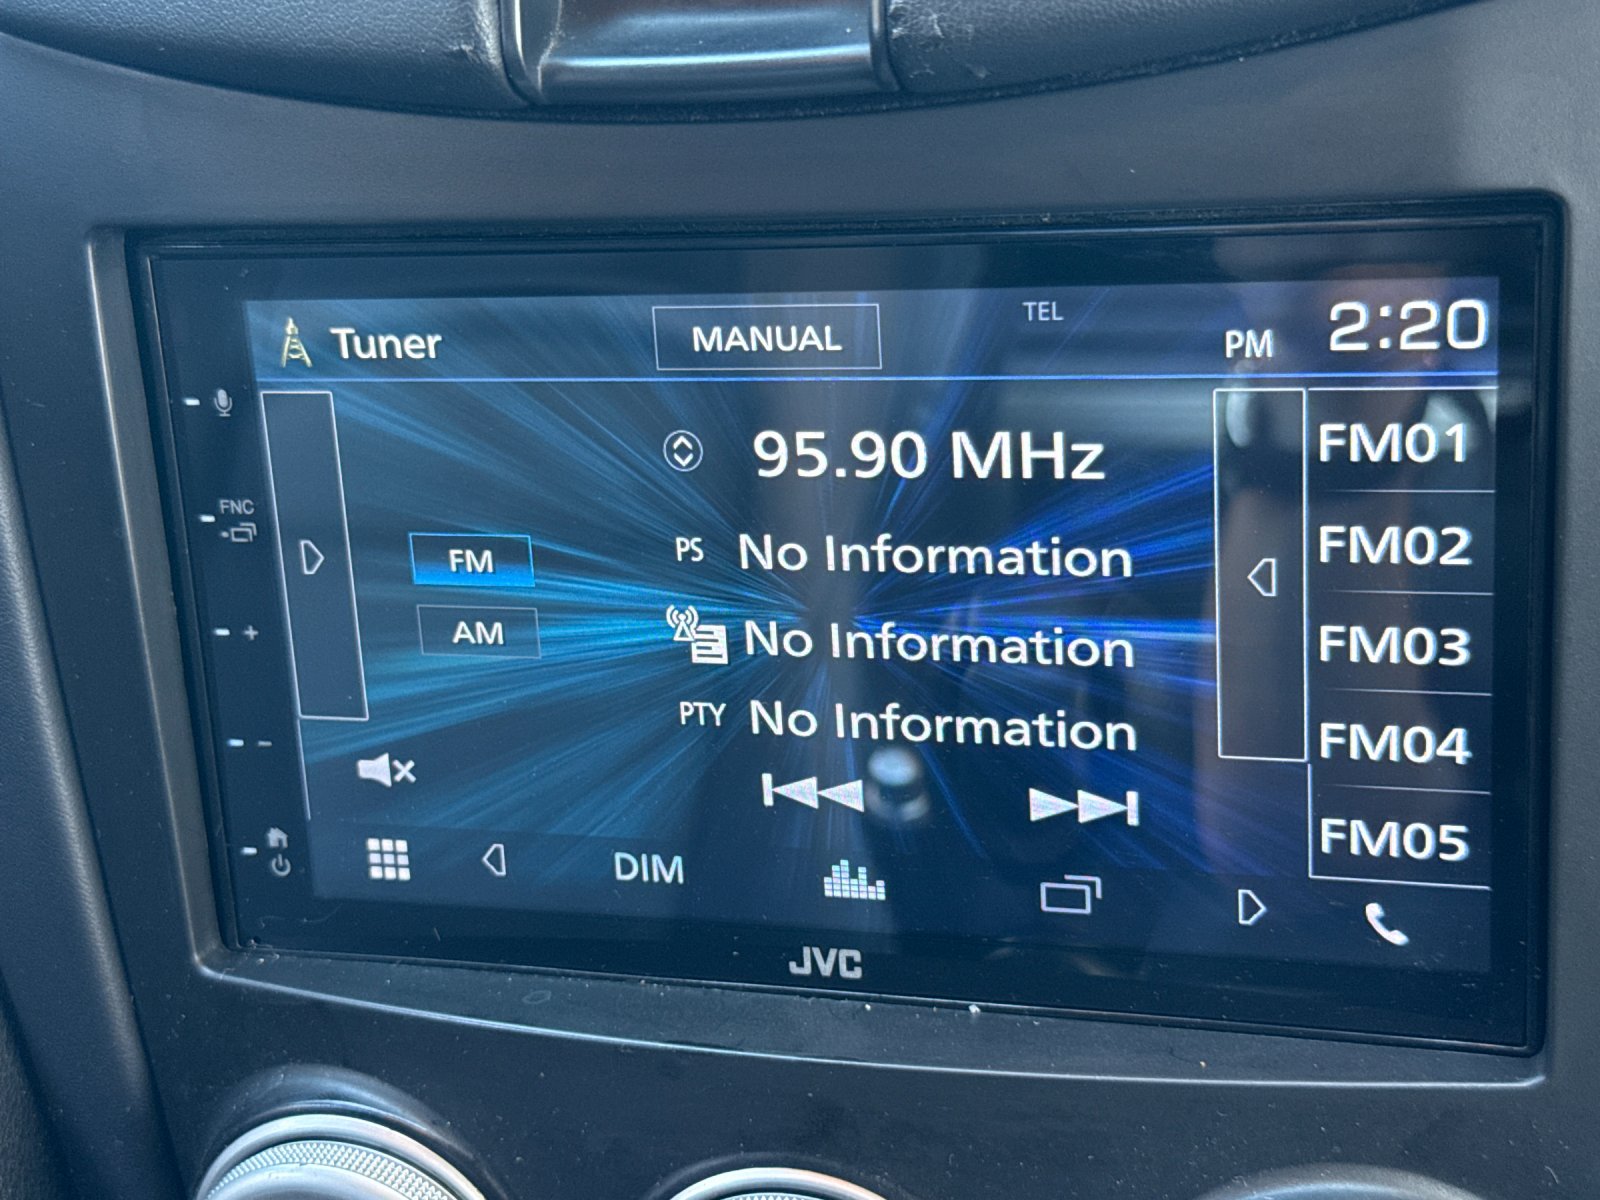 Tuner
MANUAL
TEL
PM 2:20
95.90 MHz
FM01
FNC
PS No Information
FM
FM02
AM
No Information
FM03
+
PTY No Information
FM04
-
FM05
DIM
JVC